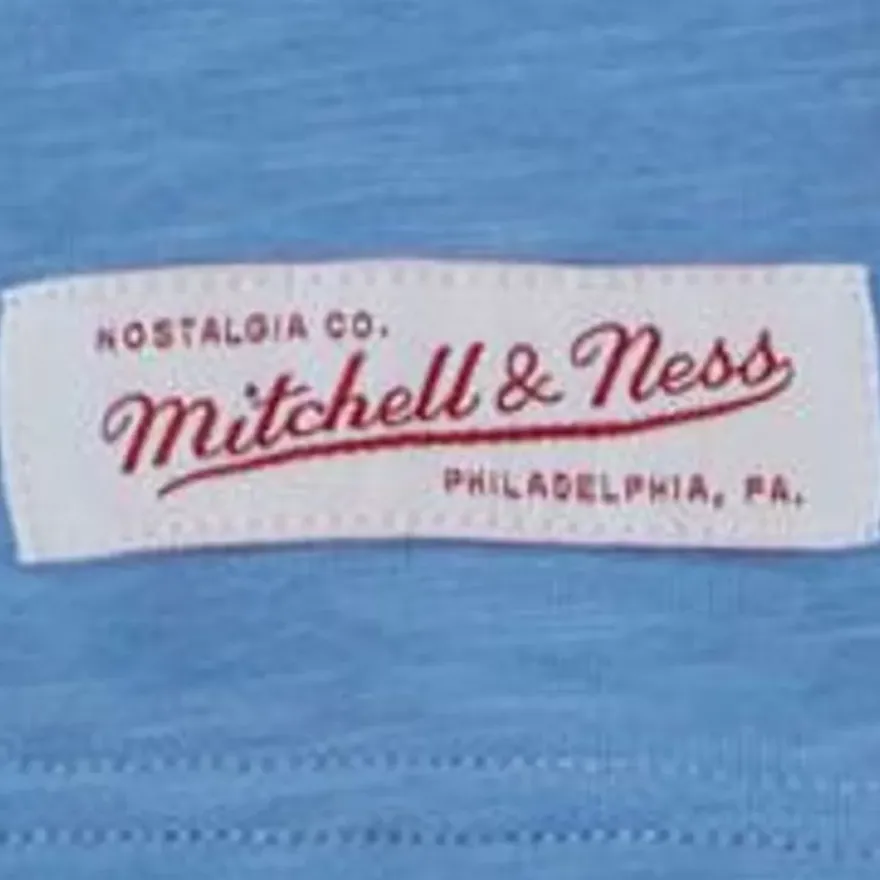 NOSTALGIA CO.
Mitchell & Ness
PHILADELPHIA, PA.